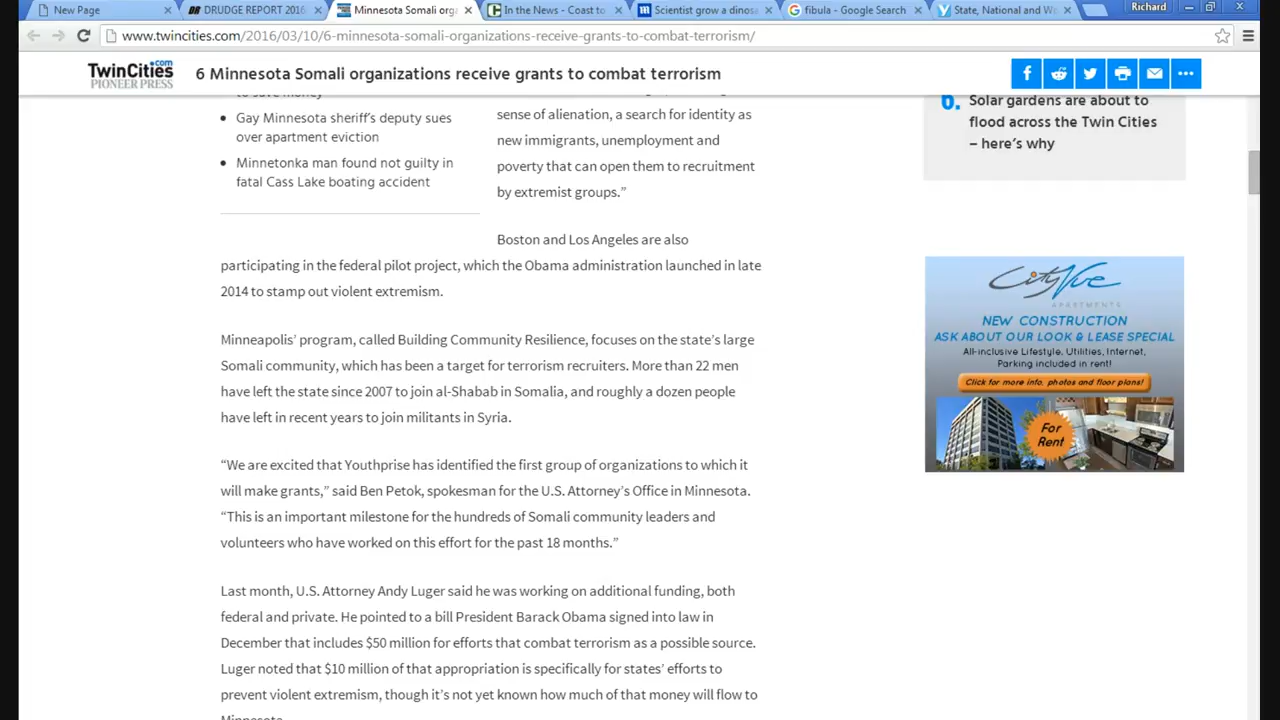 New Page
DRUDGE REPORT 2016
Minnesota Somali orga
In the News - Coast to
Scientist grow a dinos
fibula - Google Search
State, National and W
Richard
www.twincities.com/2016/03/10/6-minnesota-somali-organizations-receive-grants-to-combat-terrorism/
TwinCities.com
PIONEER PRESS
6 Minnesota Somali organizations receive grants to combat terrorism
to save money
Gay Minnesota sheriff's deputy sues
over apartment eviction
Minnetonka man found not guilty in
fatal Cass Lake boating accident
sense of alienation, a search for identity as
new immigrants, unemployment and
poverty that can open them to recruitment
by extremist groups.”
Boston and Los Angeles are also
participating in the federal pilot project, which the Obama administration launched in late
2014 to stamp out violent extremism.
Minneapolis’ program, called Building Community Resilience, focuses on the state’s large
Somali community, which has been a target for terrorism recruiters. More than 22 men
have left the state since 2007 to join al-Shabab in Somalia, and roughly a dozen people
have left in recent years to join militants in Syria.
“We are excited that Youthprise has identified the first group of organizations to which it
will make grants,” said Ben Petok, spokesman for the U.S. Attorney’s Office in Minnesota.
“This is an important milestone for the hundreds of Somali community leaders and
volunteers who have worked on this effort for the past 18 months.”
Last month, U.S. Attorney Andy Luger said he was working on additional funding, both
federal and private. He pointed to a bill President Barack Obama signed into law in
December that includes $50 million for efforts that combat terrorism as a possible source.
Luger noted that $10 million of that appropriation is specifically for states’ efforts to
prevent violent extremism, though it’s not yet known how much of that money will flow to
Minnesota.
6. Solar gardens are about to
flood across the Twin Cities
– here’s why
CityVue
APARTMENTS
NEW CONSTRUCTION
ASK ABOUT OUR LOOK & LEASE SPECIAL
All-inclusive Lifestyle, Utilities, Internet,
Parking included in rent!
Click for more info, photos and floor plans!
For
Rent